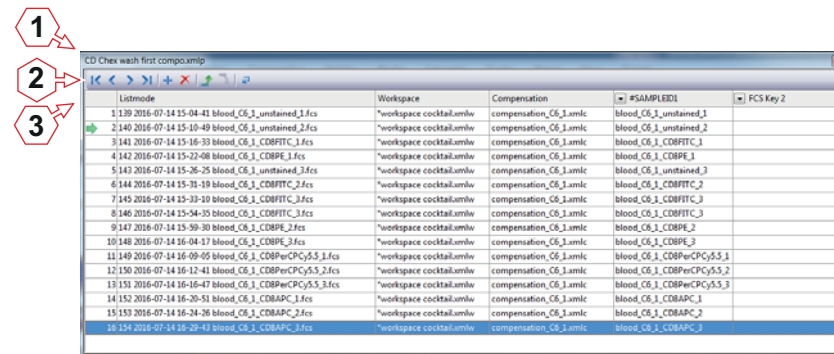 1
CD Chex wash first compo.xmlp
2
3
Listmode Workspace Compensation #SAMPLEID1 FCS Key 2
1 139 2016-07-14 15-04-41 blood_C6_1_unstained_1.fcs *workspace cocktail.xmlw compensation_C6_1.xmlc blood_C6_1_unstained_1
2 140 2016-07-14 15-10-49 blood_C6_1_unstained_2.fcs *workspace cocktail.xmlw compensation_C6_1.xmlc blood_C6_1_unstained_2
3 141 2016-07-14 15-16-33 blood_C6_1_CD8FITC_1.fcs *workspace cocktail.xmlw compensation_C6_1.xmlc blood_C6_1_CD8FITC_1
4 142 2016-07-14 15-22-08 blood_C6_1_CD8PE_1.fcs *workspace cocktail.xmlw compensation_C6_1.xmlc blood_C6_1_CD8PE_1
5 143 2016-07-14 15-26-25 blood_C6_1_unstained_3.fcs *workspace cocktail.xmlw compensation_C6_1.xmlc blood_C6_1_unstained_3
6 144 2016-07-14 15-31-19 blood_C6_1_CD8FITC_2.fcs *workspace cocktail.xmlw compensation_C6_1.xmlc blood_C6_1_CD8FITC_2
7 145 2016-07-14 15-33-10 blood_C6_1_CD8FITC_3.fcs *workspace cocktail.xmlw compensation_C6_1.xmlc blood_C6_1_CD8FITC_3
8 146 2016-07-14 15-54-35 blood_C6_1_CD8FITC_3.fcs *workspace cocktail.xmlw compensation_C6_1.xmlc blood_C6_1_CD8FITC_3
9 147 2016-07-14 15-59-30 blood_C6_1_CD8PE_2.fcs *workspace cocktail.xmlw compensation_C6_1.xmlc blood_C6_1_CD8PE_2
10 148 2016-07-14 16-04-17 blood_C6_1_CD8PE_3.fcs *workspace cocktail.xmlw compensation_C6_1.xmlc blood_C6_1_CD8PE_3
11 149 2016-07-14 16-09-05 blood_C6_1_CD8PerCPCy5.5_1.fcs *workspace cocktail.xmlw compensation_C6_1.xmlc blood_C6_1_CD8PerCPCy5.5_1
12 150 2016-07-14 16-12-41 blood_C6_1_CD8PerCPCy5.5_2.fcs *workspace cocktail.xmlw compensation_C6_1.xmlc blood_C6_1_CD8PerCPCy5.5_2
13 151 2016-07-14 16-16-47 blood_C6_1_CD8PerCPCy5.5_3.fcs *workspace cocktail.xmlw compensation_C6_1.xmlc blood_C6_1_CD8PerCPCy5.5_3
14 152 2016-07-14 16-20-51 blood_C6_1_CD8APC_1.fcs *workspace cocktail.xmlw compensation_C6_1.xmlc blood_C6_1_CD8APC_1
15 153 2016-07-14 16-24-26 blood_C6_1_CD8APC_2.fcs *workspace cocktail.xmlw compensation_C6_1.xmlc blood_C6_1_CD8APC_2
16 154 2016-07-14 16-29-43 blood_C6_1_CD8APC_3.fcs *workspace cocktail.xmlw compensation_C6_1.xmlc blood_C6_1_CD8APC_3